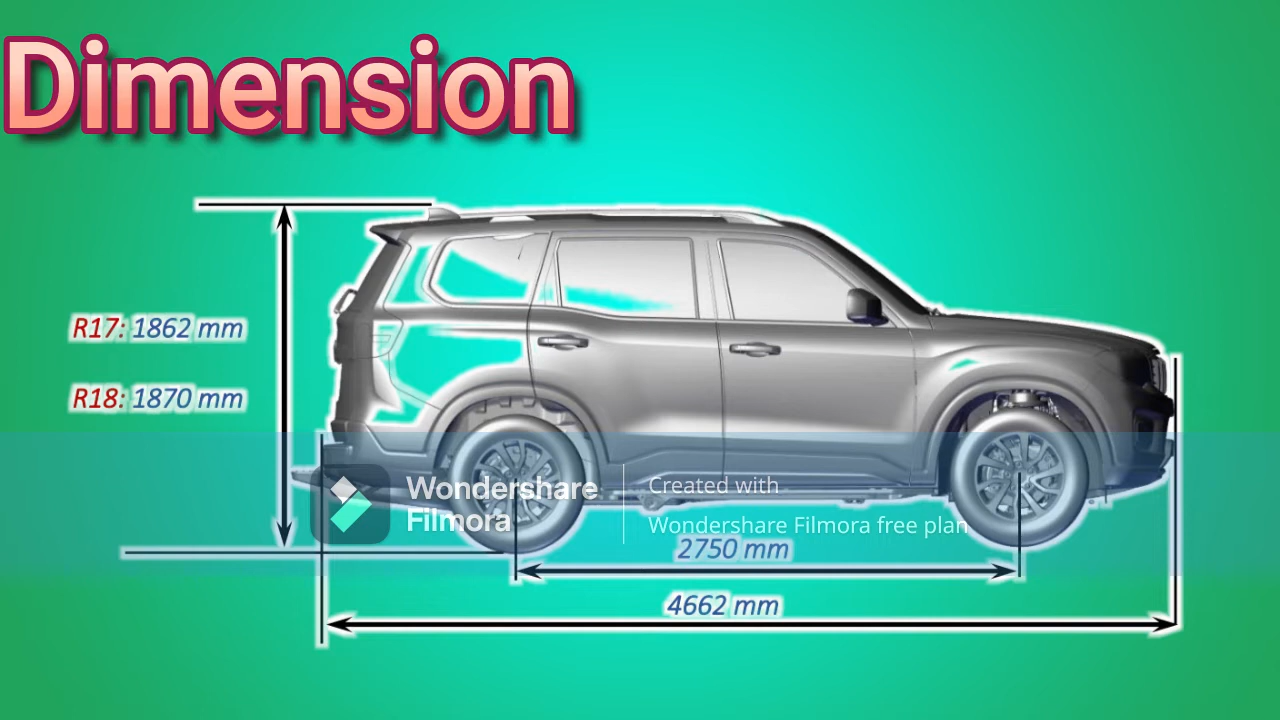 Dimension
R17: 1862 mm
R18: 1870 mm
Wondershare
Filmora
Created with
Wondershare Filmora free plan
2750 mm
4662 mm